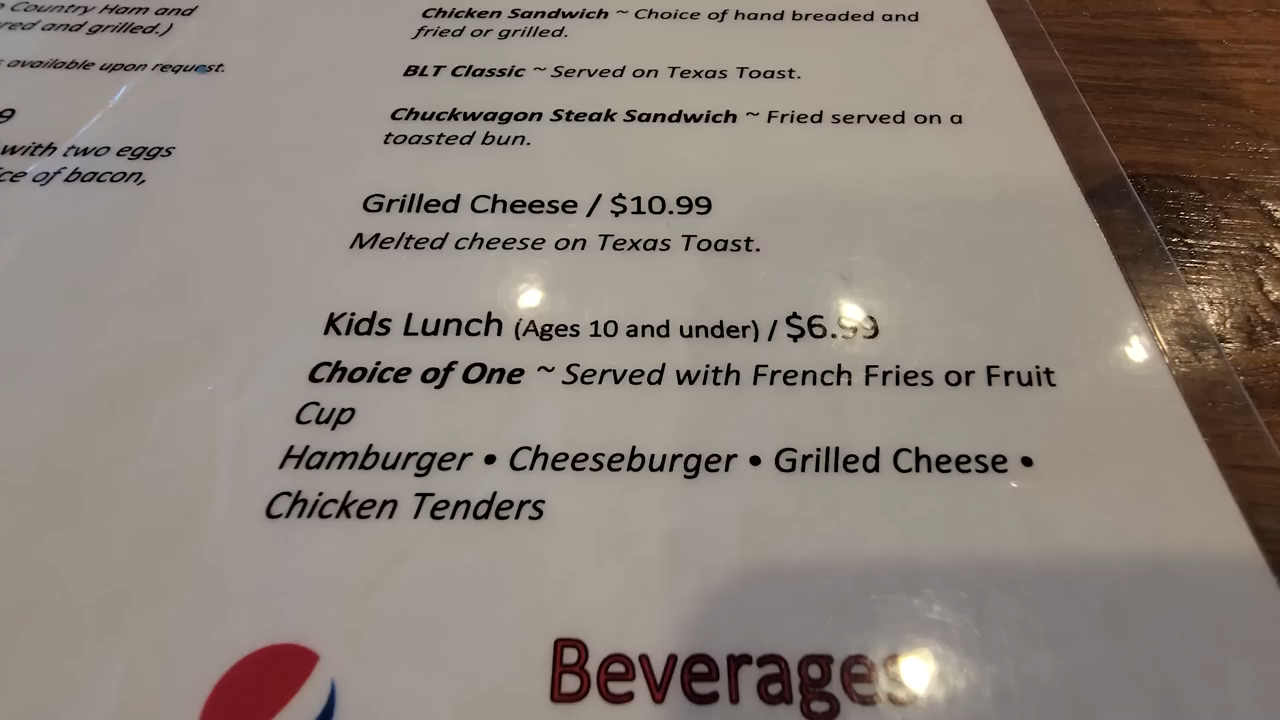 Country Ham and
red and grilled.)
available upon request.
9
with two eggs
ce of bacon,
Chicken Sandwich ~ Choice of hand breaded and
fried or grilled.
BLT Classic ~ Served on Texas Toast.
Chuckwagon Steak Sandwich ~ Fried served on a
toasted bun.
Grilled Cheese / $10.99
Melted cheese on Texas Toast.
Kids Lunch (Ages 10 and under) / $6.99
Choice of One ~ Served with French Fries or Fruit
Cup
Hamburger • Cheeseburger • Grilled Cheese •
Chicken Tenders
Beverages